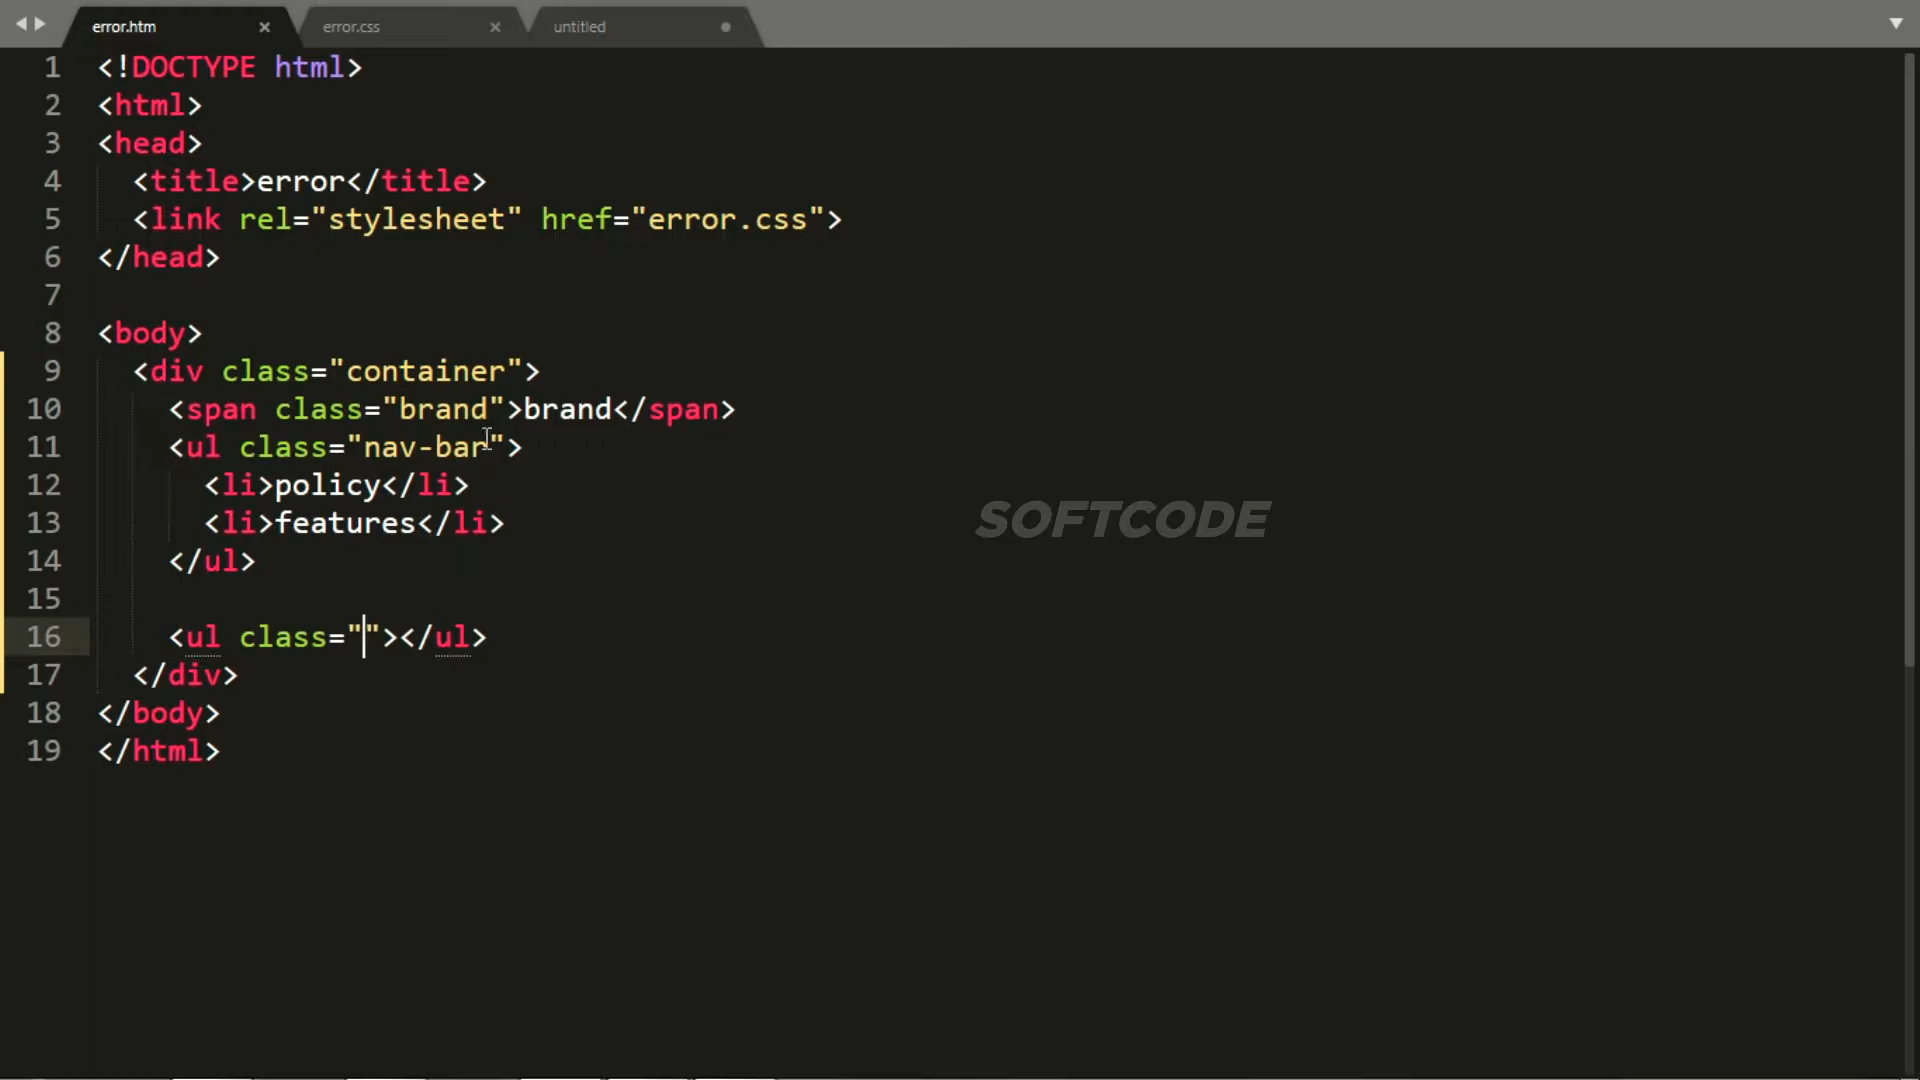 error.htm × error.css × untitled
1 <!DOCTYPE html>
2 <html>
3 <head>
4 <title>error</title>
5 <link rel="stylesheet" href="error.css">
6 </head>
7
8 <body>
9 <div class="container">
10 <span class="brand">brand</span>
11 <ul class="nav-bar">
12 <li>policy</li>
13 <li>features</li>
14 </ul>
15
16 <ul class=""></ul>
17 </div>
18 </body>
19 </html>
SOFTCODE